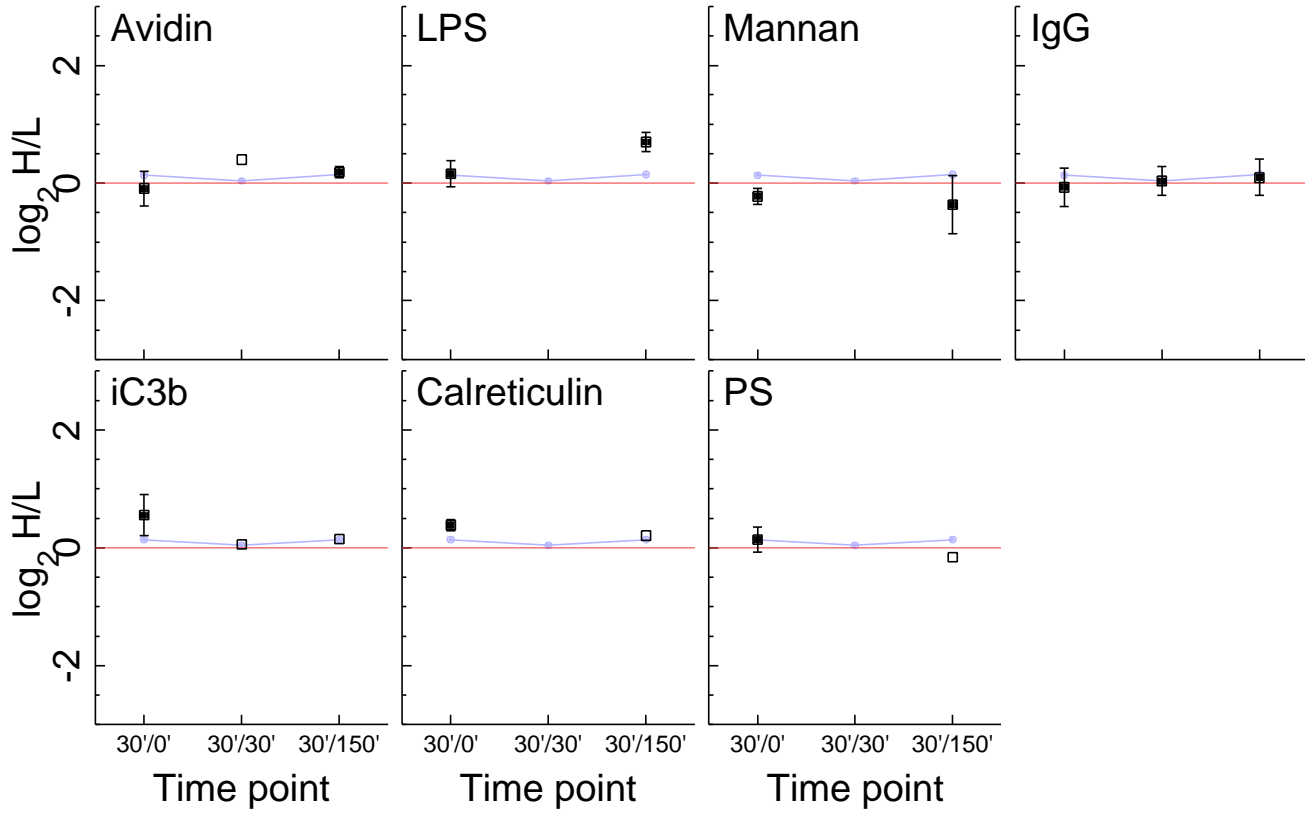 Avidin LPS Mannan IgG
2
0
-2
log2 H/L
iC3b Calreticulin PS
2
0
-2
log2 H/L
30'/0' 30'/30' 30'/150' 30'/0' 30'/30' 30'/150' 30'/0' 30'/30' 30'/150'
Time point Time point Time point